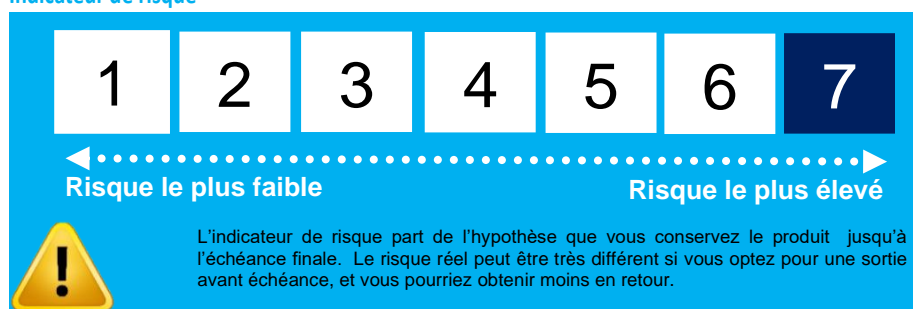 Indicateur de risque
1 2 3 4 5 6 7
Risque le plus faible Risque le plus élevé
L'indicateur de risque part de l'hypothèse que vous conservez le produit jusqu'à
l'échéance finale. Le risque réel peut être très différent si vous optez pour une sortie
avant échéance, et vous pourriez obtenir moins en retour.